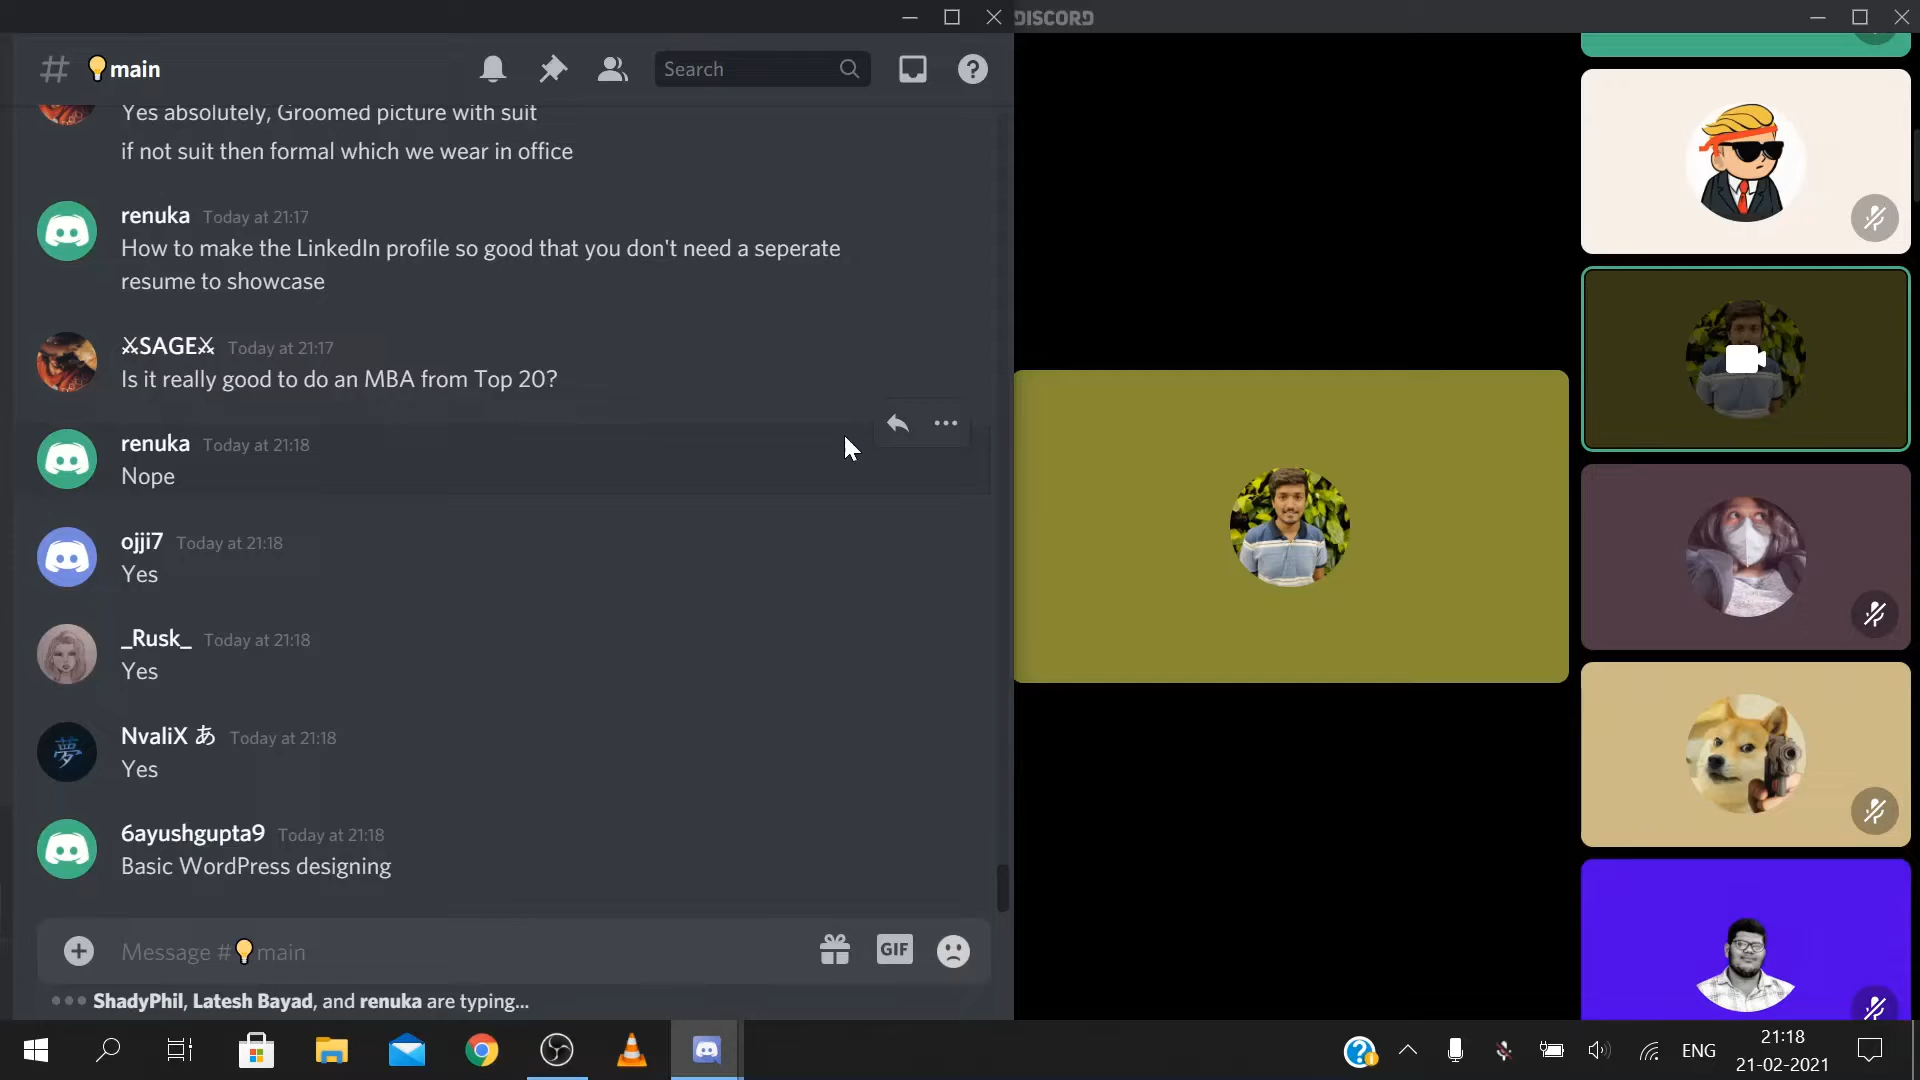 DISCORD
# 💡main
Search
Yes absolutely, Groomed picture with suit
if not suit then formal which we wear in office
renuka Today at 21:17
How to make the LinkedIn profile so good that you don't need a seperate
resume to showcase
⚔SAGE⚔ Today at 21:17
Is it really good to do an MBA from Top 20?
renuka Today at 21:18
Nope
ojji7 Today at 21:18
Yes
_Rusk_ Today at 21:18
Yes
NvaliX あ Today at 21:18
夢
Yes
6ayushgupta9 Today at 21:18
Basic WordPress designing
Message #💡main
GIF
ShadyPhil, Latesh Bayad, and renuka are typing...
ENG
21:18
21-02-2021